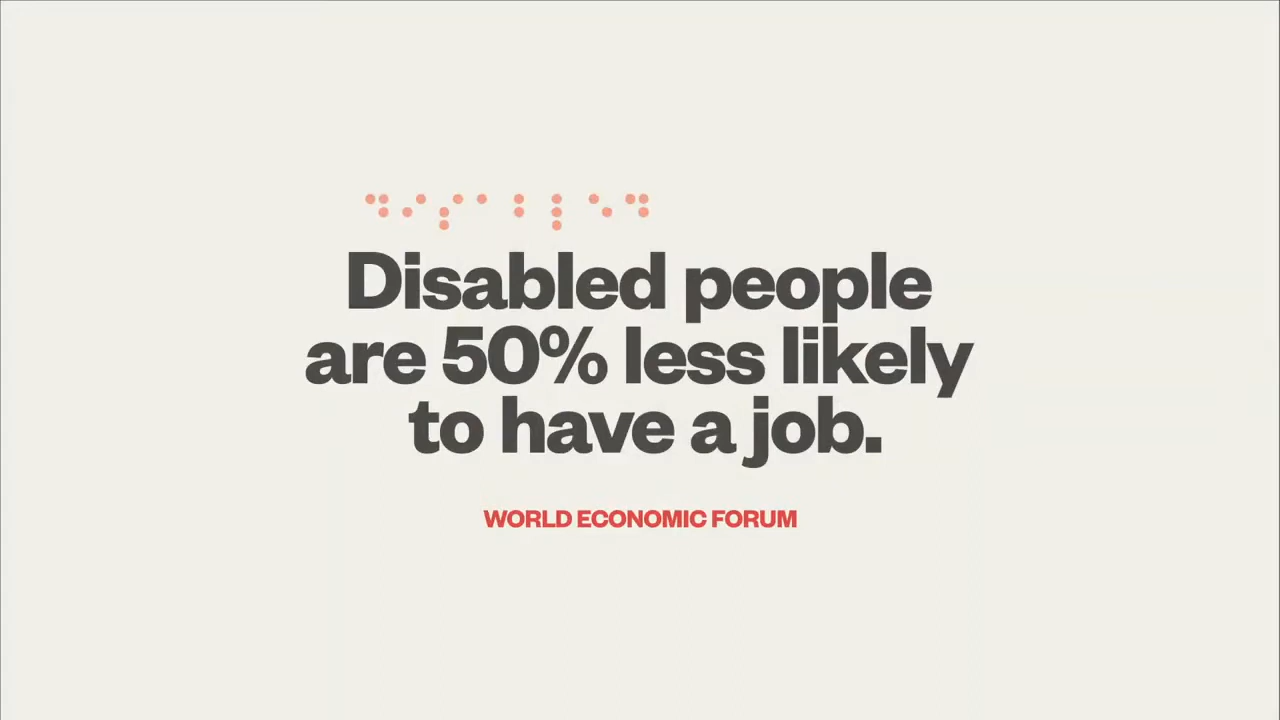 ⠙⠊⠎⠁⠃⠇⠑⠙
Disabled people
are 50% less likely
to have a job.
WORLD ECONOMIC FORUM